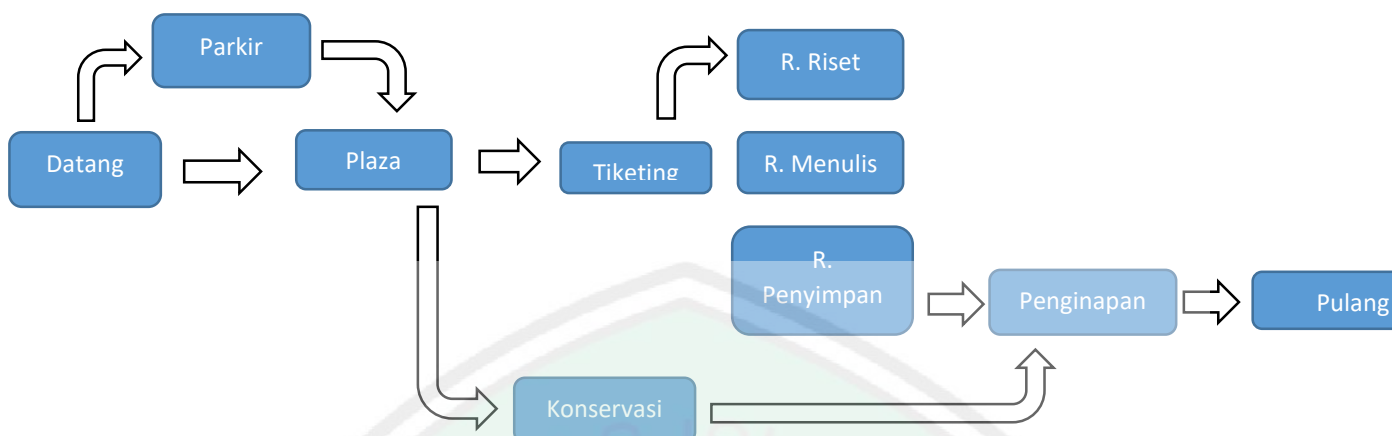 Parkir
R. Riset
Datang
Plaza
Tiketing
R. Menulis
R.
Penyimpan
Penginapan
Pulang
Konservasi